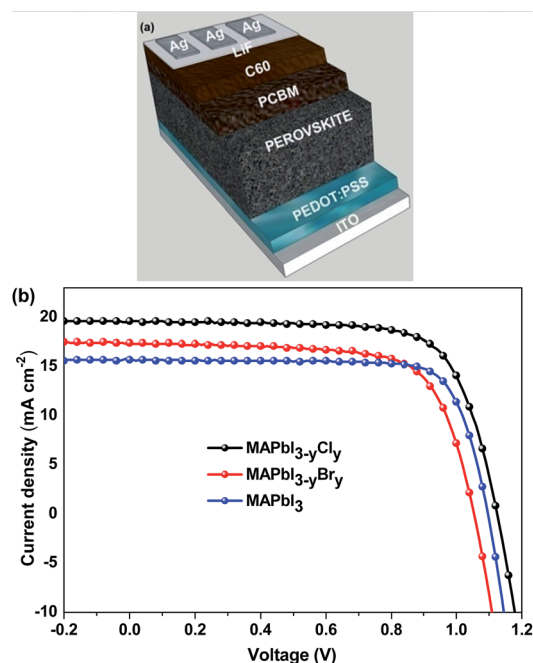 (a)
Ag Ag Ag
LiF
C60
PCBM
PEROVSKITE
PEDOT:PSS
ITO
(b)
Current density (mA cm⁻²)
20
15
10
5
0
-5
-10
MAPbI₃₋yCly
MAPbI₃₋yBry
MAPbI₃
-0.2 0.0 0.2 0.4 0.6 0.8 1.0 1.2
Voltage (V)